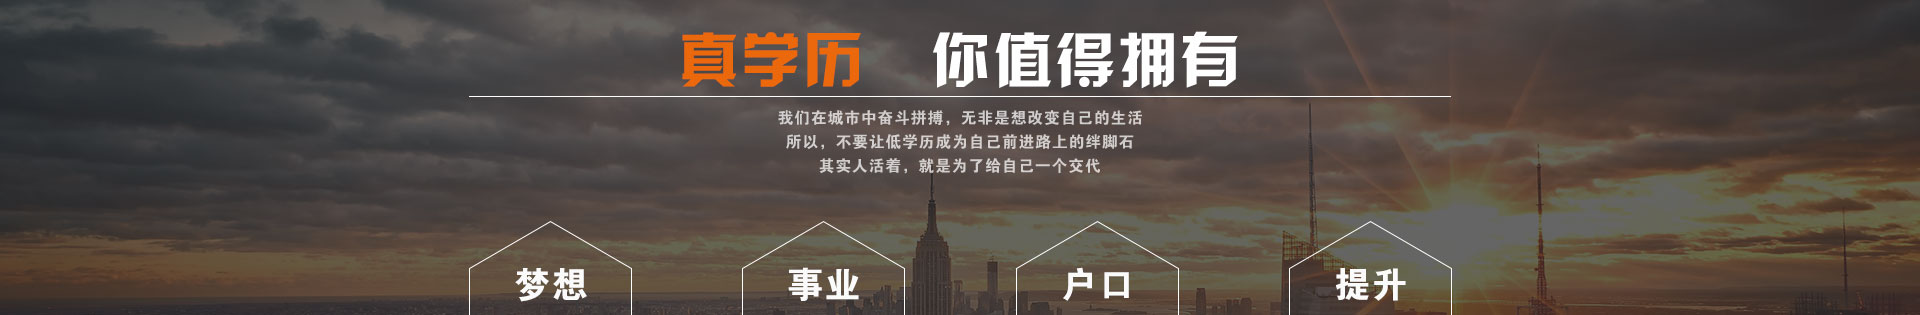 真学历 你值得拥有
我们在城市中奋斗拼搏，无非是想改变自己的生活
所以，不要让低学历成为自己前进路上的绊脚石
其实人活着，就是为了给自己一个交代
梦想 事业 户口 提升